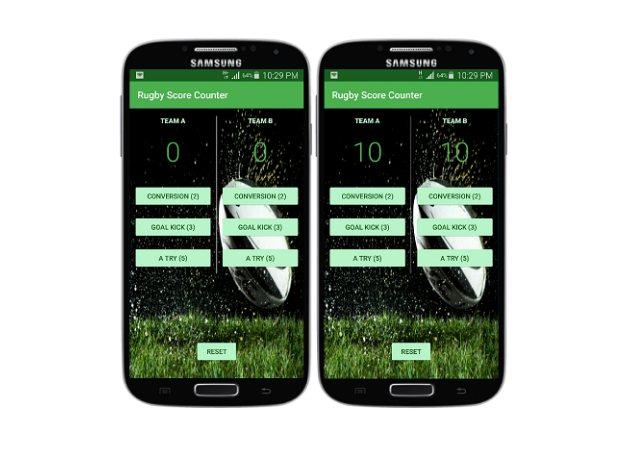 SAMSUNG
64% 10:29 PM
Rugby Score Counter
TEAM A TEAM B
0 0
CONVERSION (2) CONVERSION (2)
GOAL KICK (3) GOAL KICK (3)
A TRY (5) A TRY (5)
RESET
SAMSUNG
64% 10:29 PM
Rugby Score Counter
TEAM A TEAM B
10 10
CONVERSION (2) CONVERSION (2)
GOAL KICK (3) GOAL KICK (3)
A TRY (5) A TRY (5)
RESET